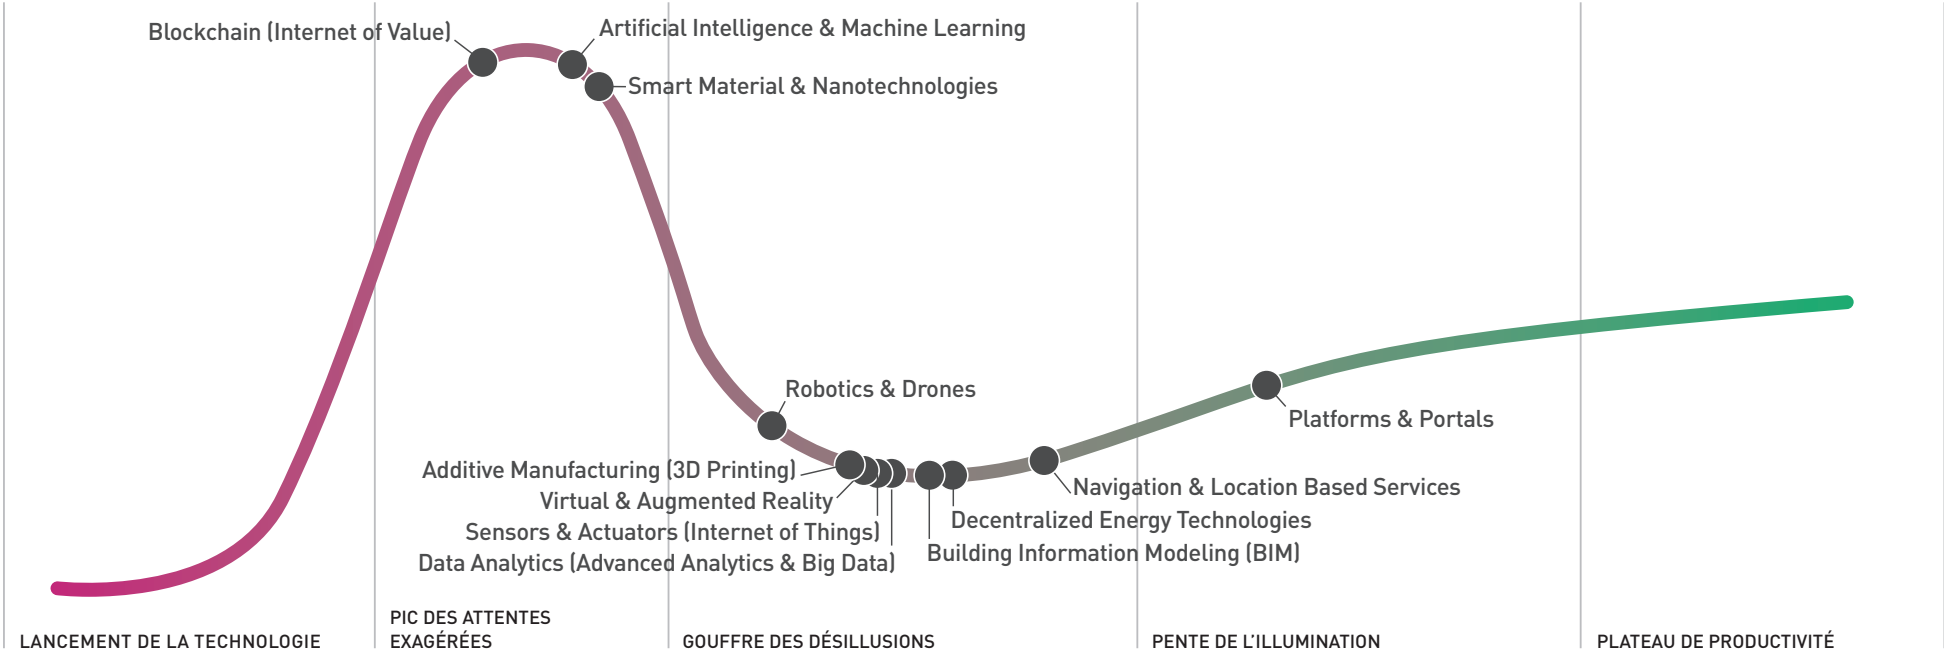 Blockchain (Internet of Value)
Artificial Intelligence & Machine Learning
Smart Material & Nanotechnologies
Robotics & Drones
Additive Manufacturing (3D Printing)
Virtual & Augmented Reality
Sensors & Actuators (Internet of Things)
Data Analytics (Advanced Analytics & Big Data)
Platforms & Portals
Navigation & Location Based Services
Decentralized Energy Technologies
Building Information Modeling (BIM)
LANCEMENT DE LA TECHNOLOGIE
PIC DES ATTENTES
EXAGÉRÉES
GOUFFRE DES DÉSILLUSIONS
PENTE DE L’ILLUMINATION
PLATEAU DE PRODUCTIVITÉ